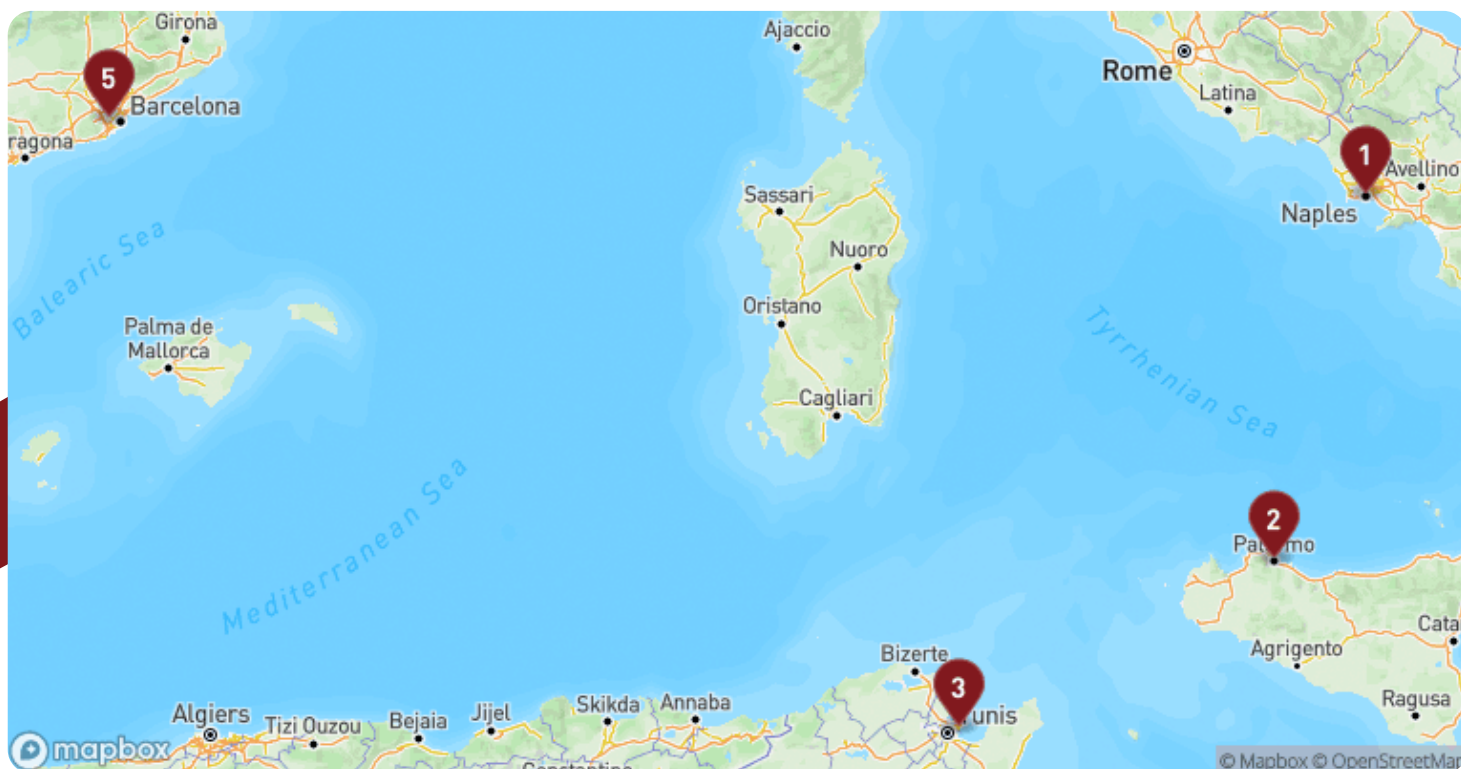 Girona
Ajaccio
Rome
5
Barcelona
Latina
ragona
1
Avellino
Sassari
Naples
Balearic Sea
Nuoro
Oristano
Tyrrhenian Sea
Palma de
Mallorca
Cagliari
Mediterranean Sea
2
Cata
Bizerte
Agrigento
3
Ragusa
Algiers
Tizi Ouzou
Bejaia
Jijel
Skikda
Annaba
mapbox
© Mapbox © OpenStreetMap